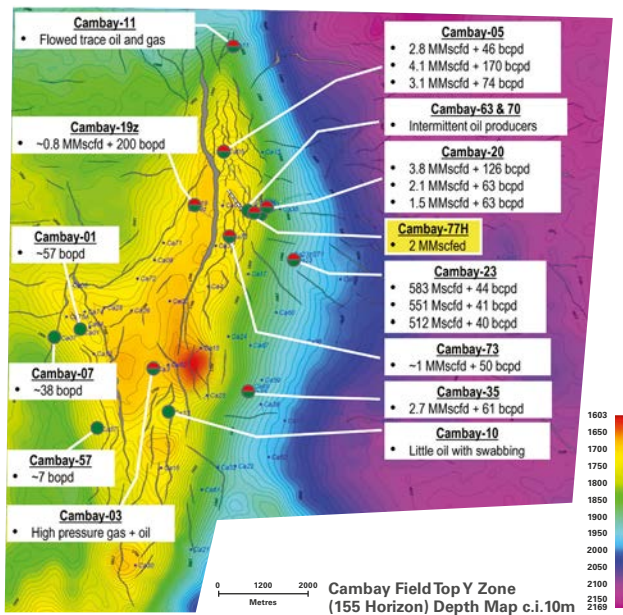 Cambay-11
• Flowed trace oil and gas
Cambay-19z
• ~0.8 MMscfd + 200 bopd
Cambay-01
• ~57 bopd
Cambay-07
• ~38 bopd
Cambay-57
• ~7 bopd
Cambay-03
• High pressure gas + oil
Cambay-05
• 2.8 MMscfd + 46 bcpd
• 4.1 MMscfd + 170 bcpd
• 3.1 MMscfd + 74 bcpd
Cambay-63 & 70
• Intermittent oil producers
Cambay-20
• 3.8 MMscfd + 126 bcpd
• 2.1 MMscfd + 63 bcpd
• 1.5 MMscfd + 63 bcpd
Cambay-77H
• 2 MMscfed
Cambay-23
• 583 Mscfd + 44 bcpd
• 551 Mscfd + 41 bcpd
• 512 Mscfd + 40 bcpd
Cambay-73
• ~1 MMscfd + 50 bcpd
Cambay-35
• 2.7 MMscfd + 61 bcpd
Cambay-10
• Little oil with swabbing
1603
1650
1700
1750
1800
1850
1900
1950
2000
2050
2100
2150
2169
0 1200 2000
Metres
Cambay Field Top Y Zone
(155 Horizon) Depth Map c.i.10m